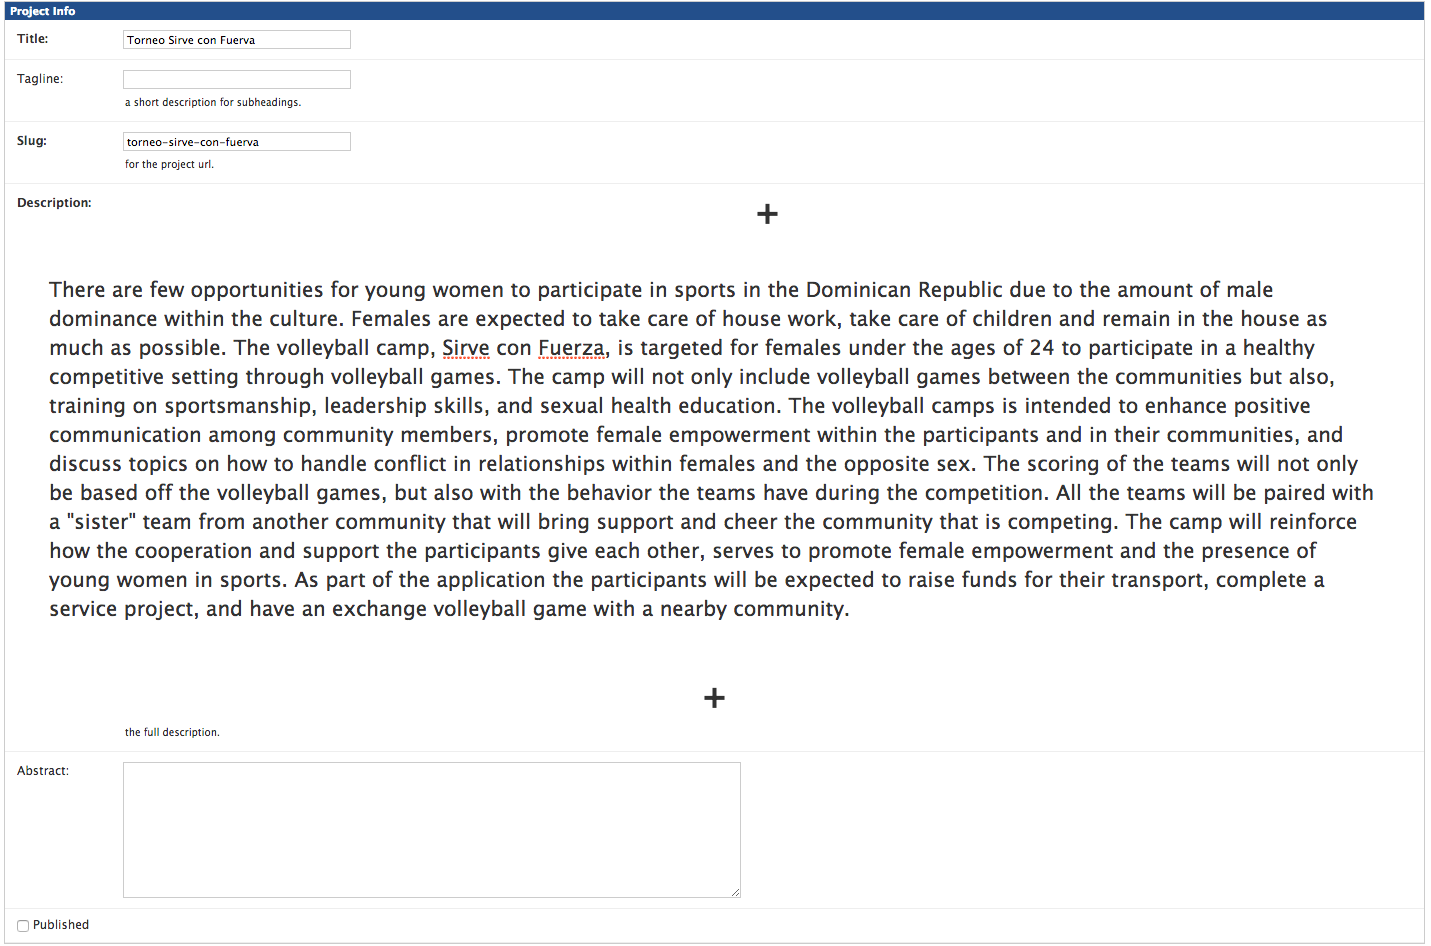 Project Info
Title: Torneo Sirve con Fuerva
Tagline:
a short description for subheadings.
Slug: torneo-sirve-con-fuerva
for the project url.
Description:
+
There are few opportunities for young women to participate in sports in the Dominican Republic due to the amount of male
dominance within the culture. Females are expected to take care of house work, take care of children and remain in the house as
much as possible. The volleyball camp, Sirve con Fuerza, is targeted for females under the ages of 24 to participate in a healthy
competitive setting through volleyball games. The camp will not only include volleyball games between the communities but also,
training on sportsmanship, leadership skills, and sexual health education. The volleyball camps is intended to enhance positive
communication among community members, promote female empowerment within the participants and in their communities, and
discuss topics on how to handle conflict in relationships within females and the opposite sex. The scoring of the teams will not only
be based off the volleyball games, but also with the behavior the teams have during the competition. All the teams will be paired with
a "sister" team from another community that will bring support and cheer the community that is competing. The camp will reinforce
how the cooperation and support the participants give each other, serves to promote female empowerment and the presence of
young women in sports. As part of the application the participants will be expected to raise funds for their transport, complete a
service project, and have an exchange volleyball game with a nearby community.
+
the full description.
Abstract:
Published